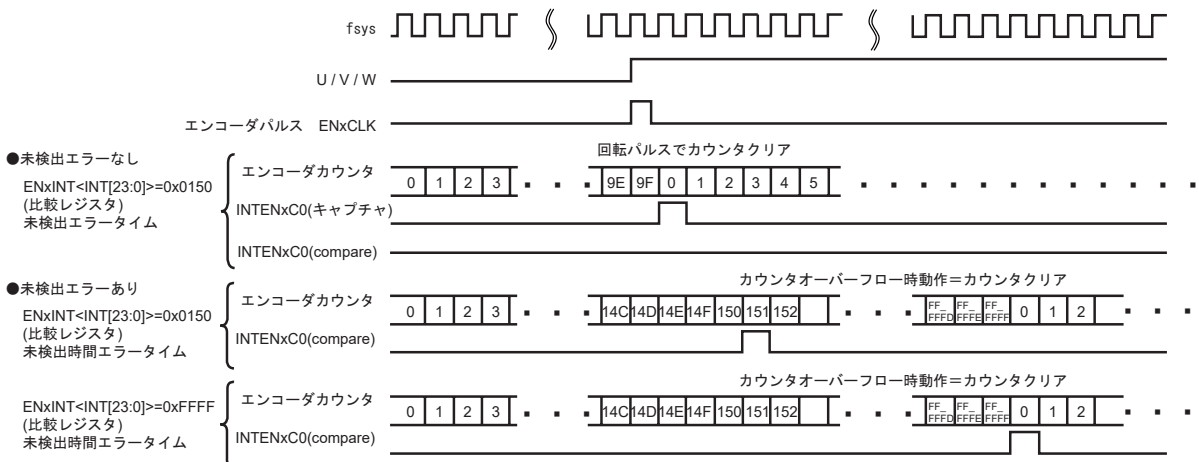 fsys
U / V / W
エンコーダパルス ENxCLK
回転パルスでカウンタクリア
●未検出エラーなし
ENxINT<INT[23:0]>=0x0150
(比較レジスタ)
未検出エラータイム
エンコーダカウンタ
0 1 2 3 ・ ・ ・ 9E 9F 0 1 2 3 4 5 ・ ・ ・ ・ ・ ・ ・ ・ ・ ・ ・ ・
INTENxC0(キャプチャ)
INTENxC0(compare)
カウンタオーバーフロー時動作＝カウンタクリア
●未検出エラーあり
ENxINT<INT[23:0]>=0x0150
(比較レジスタ)
未検出時間エラータイム
エンコーダカウンタ
0 1 2 3 ・ ・ ・ 14C 14D 14E 14F 150 151 152 ・ ・ ・ FF_FFFD FF_FFFE FF_FFFF 0 1 2 ・ ・ ・
INTENxC0(compare)
カウンタオーバーフロー時動作＝カウンタクリア
ENxINT<INT[23:0]>=0xFFFF
(比較レジスタ)
未検出時間エラータイム
エンコーダカウンタ
0 1 2 3 ・ ・ ・ 14C 14D 14E 14F 150 151 152 ・ ・ ・ FF_FFFD FF_FFFE FF_FFFF 0 1 2 ・ ・ ・
INTENxC0(compare)